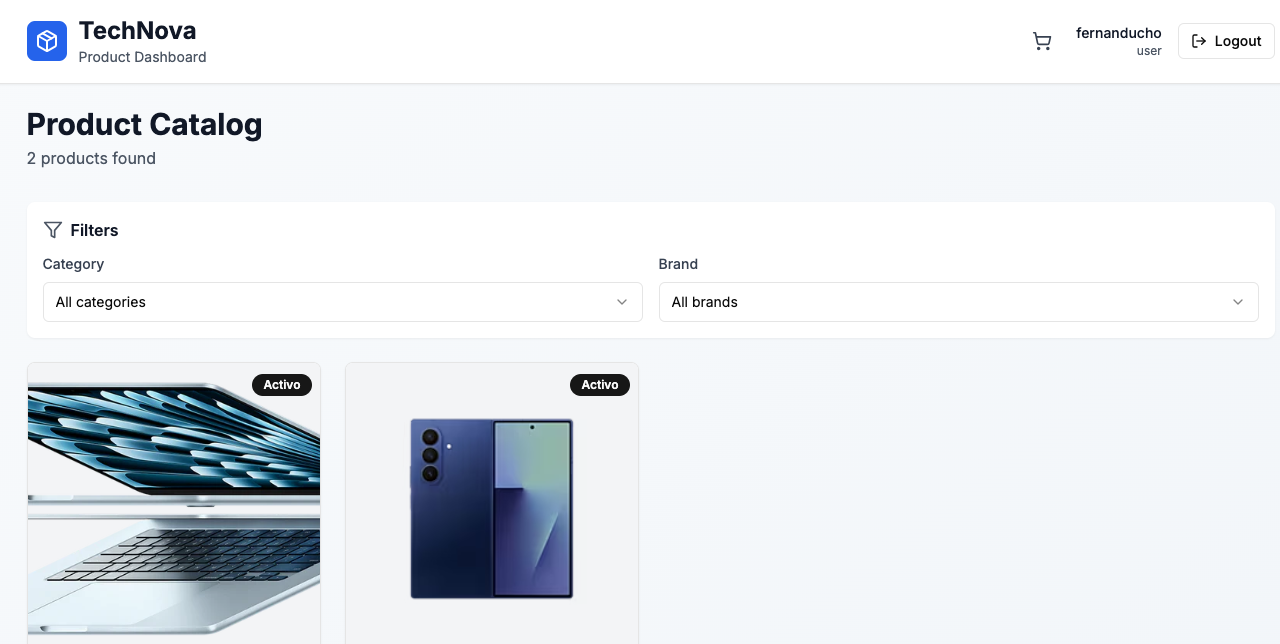 TechNova
Product Dashboard
fernanducho
user
Logout
Product Catalog
2 products found
Filters
Category
Brand
All categories
All brands
Activo
Activo